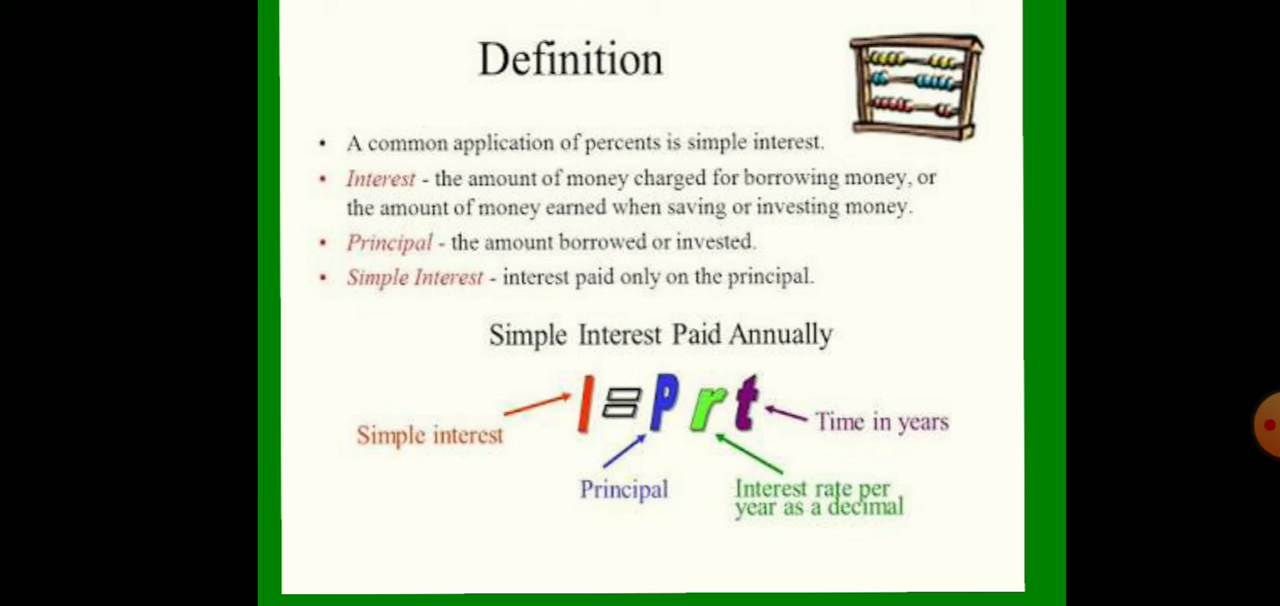 Definition
• A common application of percents is simple interest.
• Interest - the amount of money charged for borrowing money, or
the amount of money earned when saving or investing money.
• Principal - the amount borrowed or invested.
• Simple Interest - interest paid only on the principal.
Simple Interest Paid Annually
I=Prt
Simple interest
Time in years
Principal
Interest rate per
year as a decimal